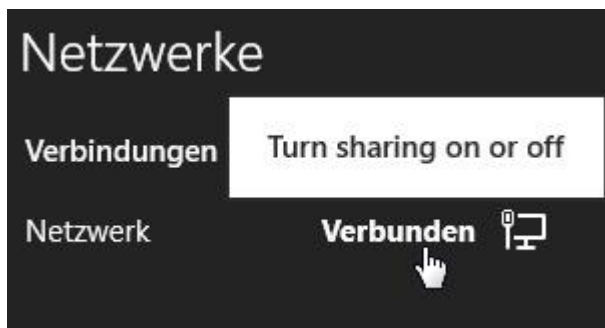 Netzwerke
Verbindungen
Turn sharing on or off
Netzwerk Verbunden